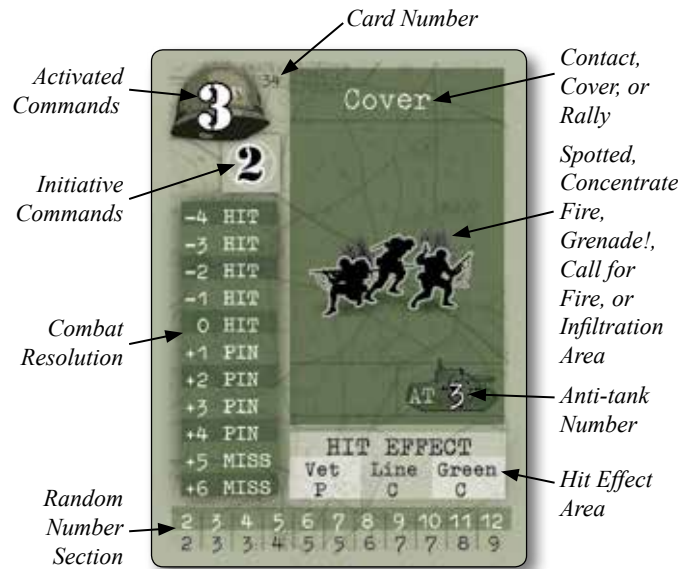 Card Number
Activated
Commands
Initiative
Commands
Combat
Resolution
Random
Number
Section
34
3
Cover
2
-4 HIT
-3 HIT
-2 HIT
-1 HIT
0 HIT
+1 PIN
+2 PIN
+3 PIN
+4 PIN
+5 MISS
+6 MISS
AT 3
HIT EFFECT
Vet Line Green
P C C
2 3 4 5 6 7 8 9 10 11 12
2 3 3 4 5 5 6 7 7 8 9
Contact,
Cover, or
Rally
Spotted,
Concentrate
Fire,
Grenade!,
Call for
Fire, or
Infiltration
Area
Anti-tank
Number
Hit Effect
Area